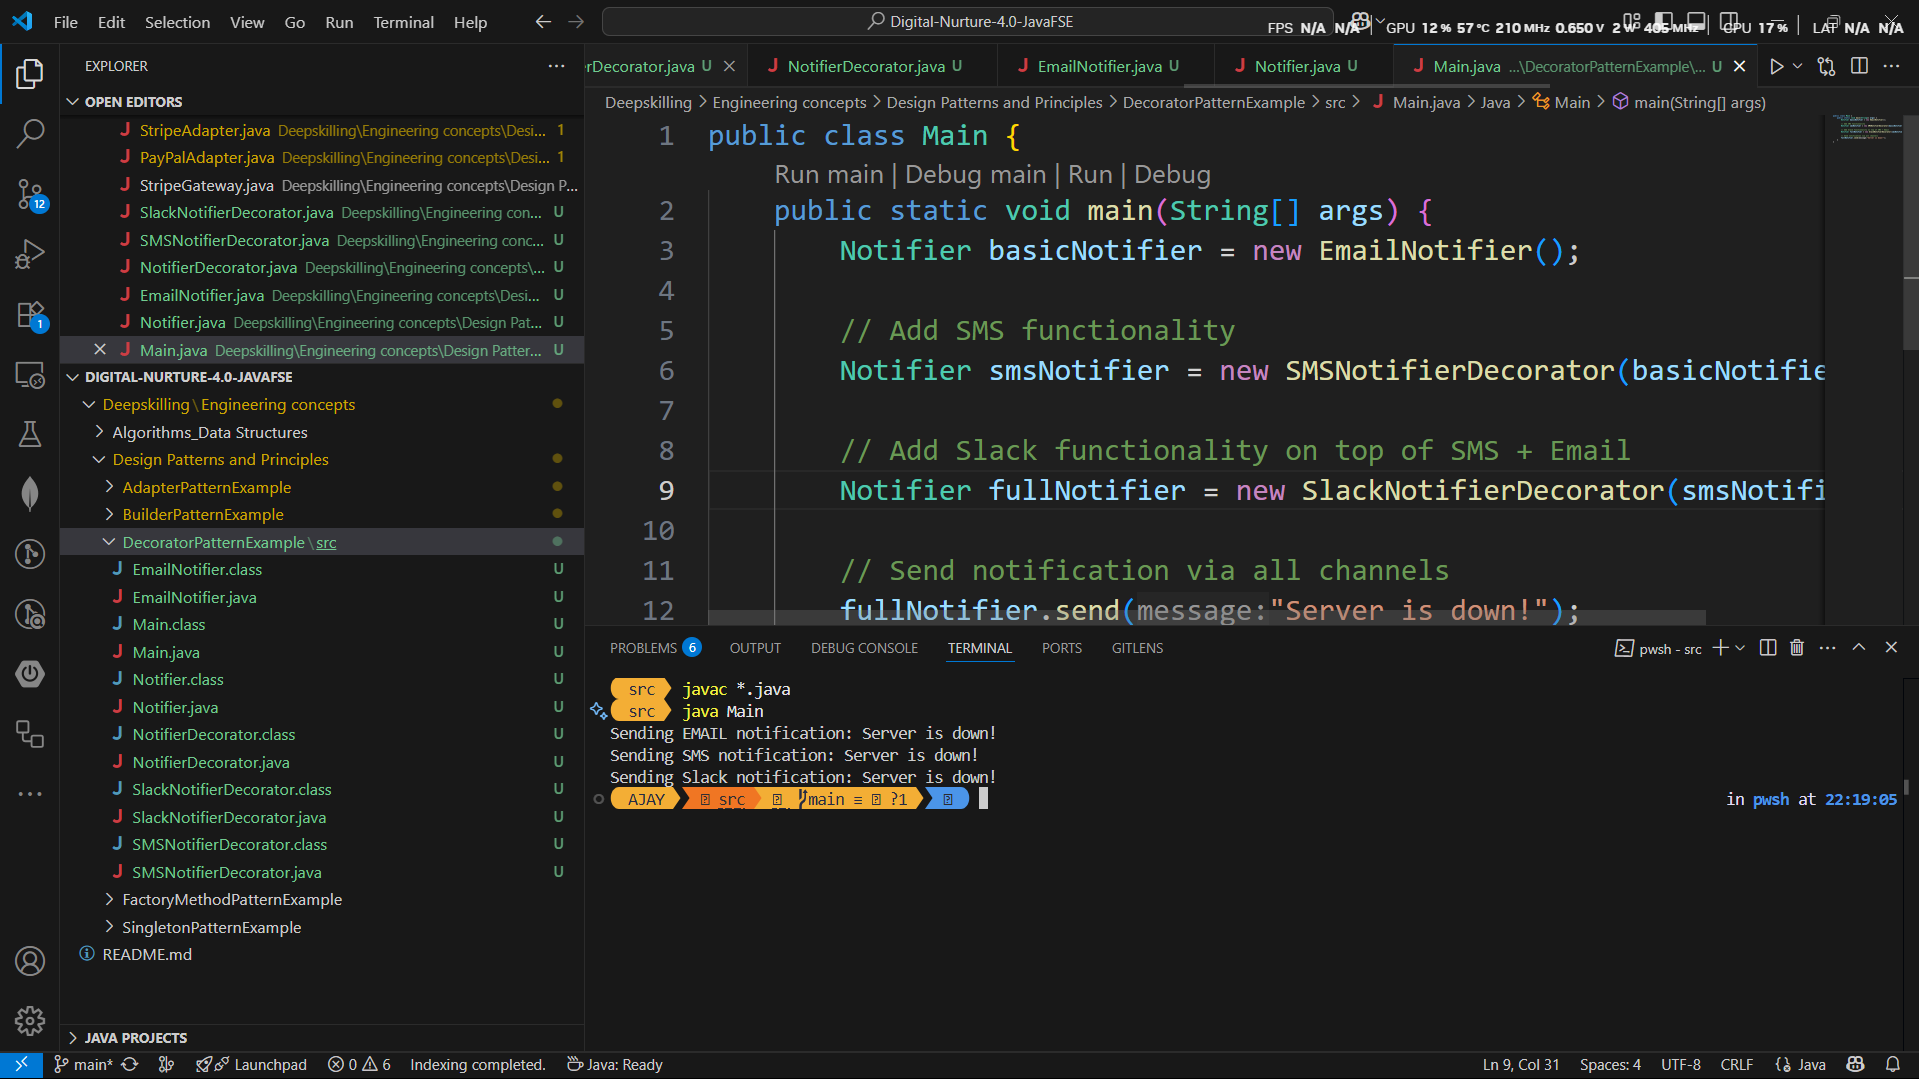 File Edit Selection View Go Run Terminal Help
Digital-Nurture-4.0-JavaFSE
FPS N/A N/A GPU 12 % 57 °C 210 MHz 0.650 V 2 W 405 MHz CPU 17 % LAT N/A N/A
EXPLORER
OPEN EDITORS
StripeAdapter.java Deepskilling\Engineering concepts\Desi... 1
PayPalAdapter.java Deepskilling\Engineering concepts\Desi... 1
StripeGateway.java Deepskilling\Engineering concepts\Design P...
SlackNotifierDecorator.java Deepskilling\Engineering con... U
SMSNotifierDecorator.java Deepskilling\Engineering conc... U
NotifierDecorator.java Deepskilling\Engineering concepts\... U
EmailNotifier.java Deepskilling\Engineering concepts\Desi... U
Notifier.java Deepskilling\Engineering concepts\Design Pat... U
Main.java Deepskilling\Engineering concepts\Design Patter... U
DIGITAL-NURTURE-4.0-JAVAFSE
Deepskilling\Engineering concepts
Algorithms_Data Structures
Design Patterns and Principles
AdapterPatternExample
BuilderPatternExample
DecoratorPatternExample\src
EmailNotifier.class U
EmailNotifier.java U
Main.class U
Main.java U
Notifier.class U
Notifier.java U
NotifierDecorator.class U
NotifierDecorator.java U
SlackNotifierDecorator.class U
SlackNotifierDecorator.java U
SMSNotifierDecorator.class U
SMSNotifierDecorator.java U
FactoryMethodPatternExample
SingletonPatternExample
README.md
JAVA PROJECTS
12
1
rDecorator.java U NotifierDecorator.java U EmailNotifier.java U Notifier.java U Main.java ...\DecoratorPatternExample\... U
Deepskilling > Engineering concepts > Design Patterns and Principles > DecoratorPatternExample > src > Main.java > Java > Main > main(String[] args)
1 public class Main {
Run main | Debug main | Run | Debug
2 public static void main(String[] args) {
3 Notifier basicNotifier = new EmailNotifier();
4
5 // Add SMS functionality
6 Notifier smsNotifier = new SMSNotifierDecorator(basicNotifie
7
8 // Add Slack functionality on top of SMS + Email
9 Notifier fullNotifier = new SlackNotifierDecorator(smsNotifi
10
11 // Send notification via all channels
12 fullNotifier.send(message:"Server is down!");
PROBLEMS 6 OUTPUT DEBUG CONSOLE TERMINAL PORTS GITLENS
pwsh - src
src javac *.java
src java Main
Sending EMAIL notification: Server is down!
Sending SMS notification: Server is down!
Sending Slack notification: Server is down!
AJAY src main ≡ ?1 in pwsh at 22:19:05
main* Launchpad 0 6 Indexing completed. Java: Ready Ln 9, Col 31 Spaces: 4 UTF-8 CRLF Java